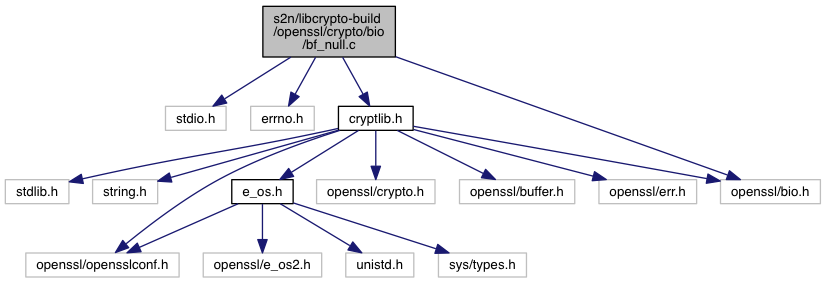 s2n/libcrypto-build
/openssl/crypto/bio
/bf_null.c
stdio.h
errno.h
cryptlib.h
stdlib.h
string.h
e_os.h
openssl/crypto.h
openssl/buffer.h
openssl/err.h
openssl/bio.h
openssl/opensslconf.h
openssl/e_os2.h
unistd.h
sys/types.h